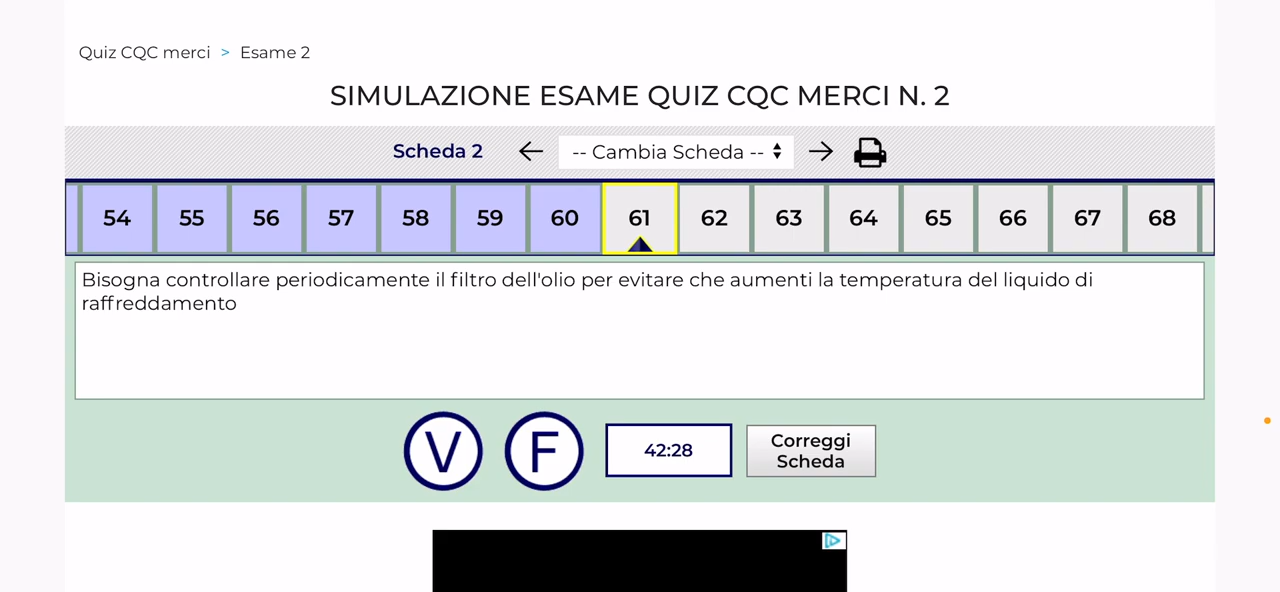 Quiz CQC merci > Esame 2
SIMULAZIONE ESAME QUIZ CQC MERCI N. 2
Scheda 2 ← -- Cambia Scheda -- →
54 55 56 57 58 59 60 61 62 63 64 65 66 67 68
Bisogna controllare periodicamente il filtro dell'olio per evitare che aumenti la temperatura del liquido di
raffreddamento
V F 42:28 Correggi
Scheda